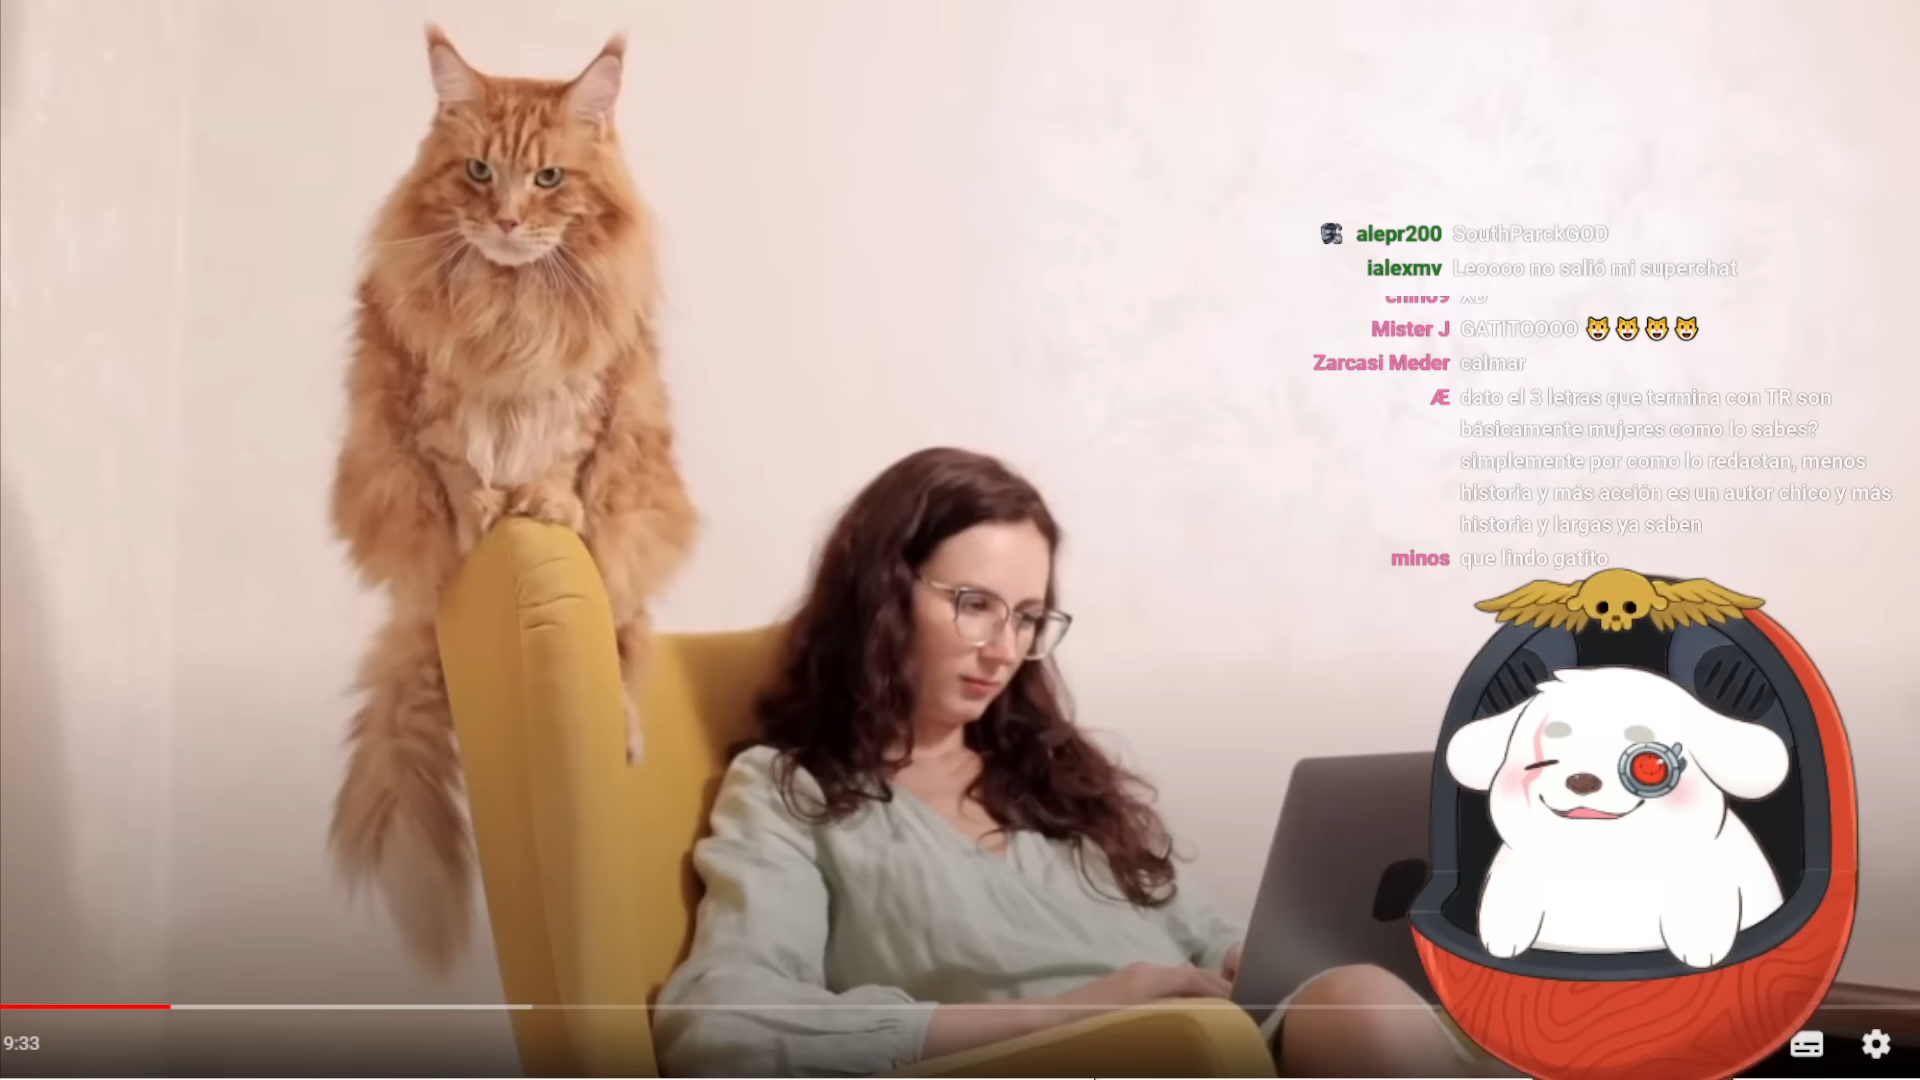 alepr200 SouthParckGOD
ialexmv Leoooo no salió mi superchat
chino9 XD
Mister J GATITOOOO 😺 😺 😺 😺
Zarcasi Meder calmar
Æ dato el 3 letras que termina con TR son
básicamente mujeres como lo sabes?
simplemente por como lo redactan, menos
historia y más acción es un autor chico y más
historia y largas ya saben
minos que lindo gatito
9:33